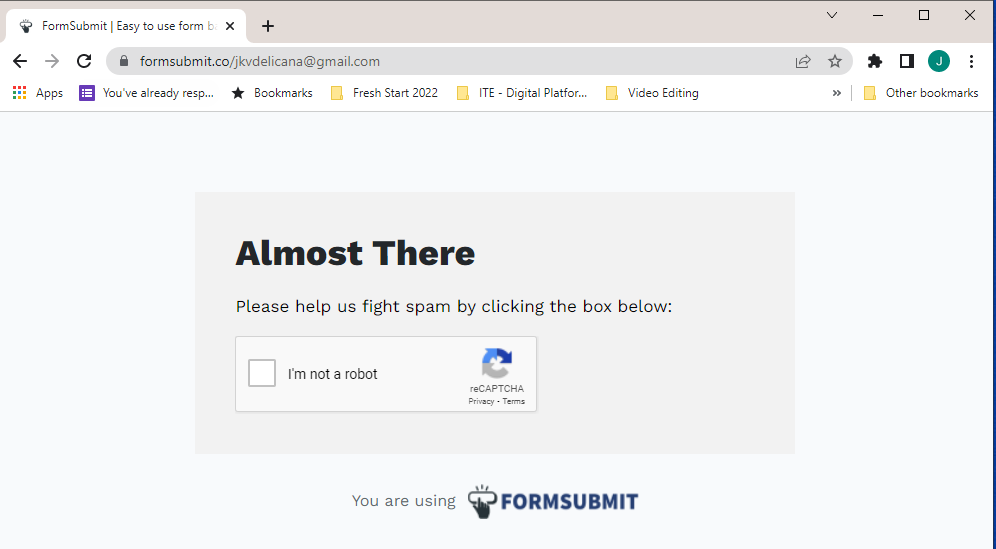 FormSubmit | Easy to use form b
formsubmit.co/jkvdelicana@gmail.com
J
Apps
You've already resp...
Bookmarks
Fresh Start 2022
ITE - Digital Platfor...
Video Editing
»
Other bookmarks
Almost There
Please help us fight spam by clicking the box below:
I'm not a robot
reCAPTCHA
Privacy - Terms
You are using FORMSUBMIT